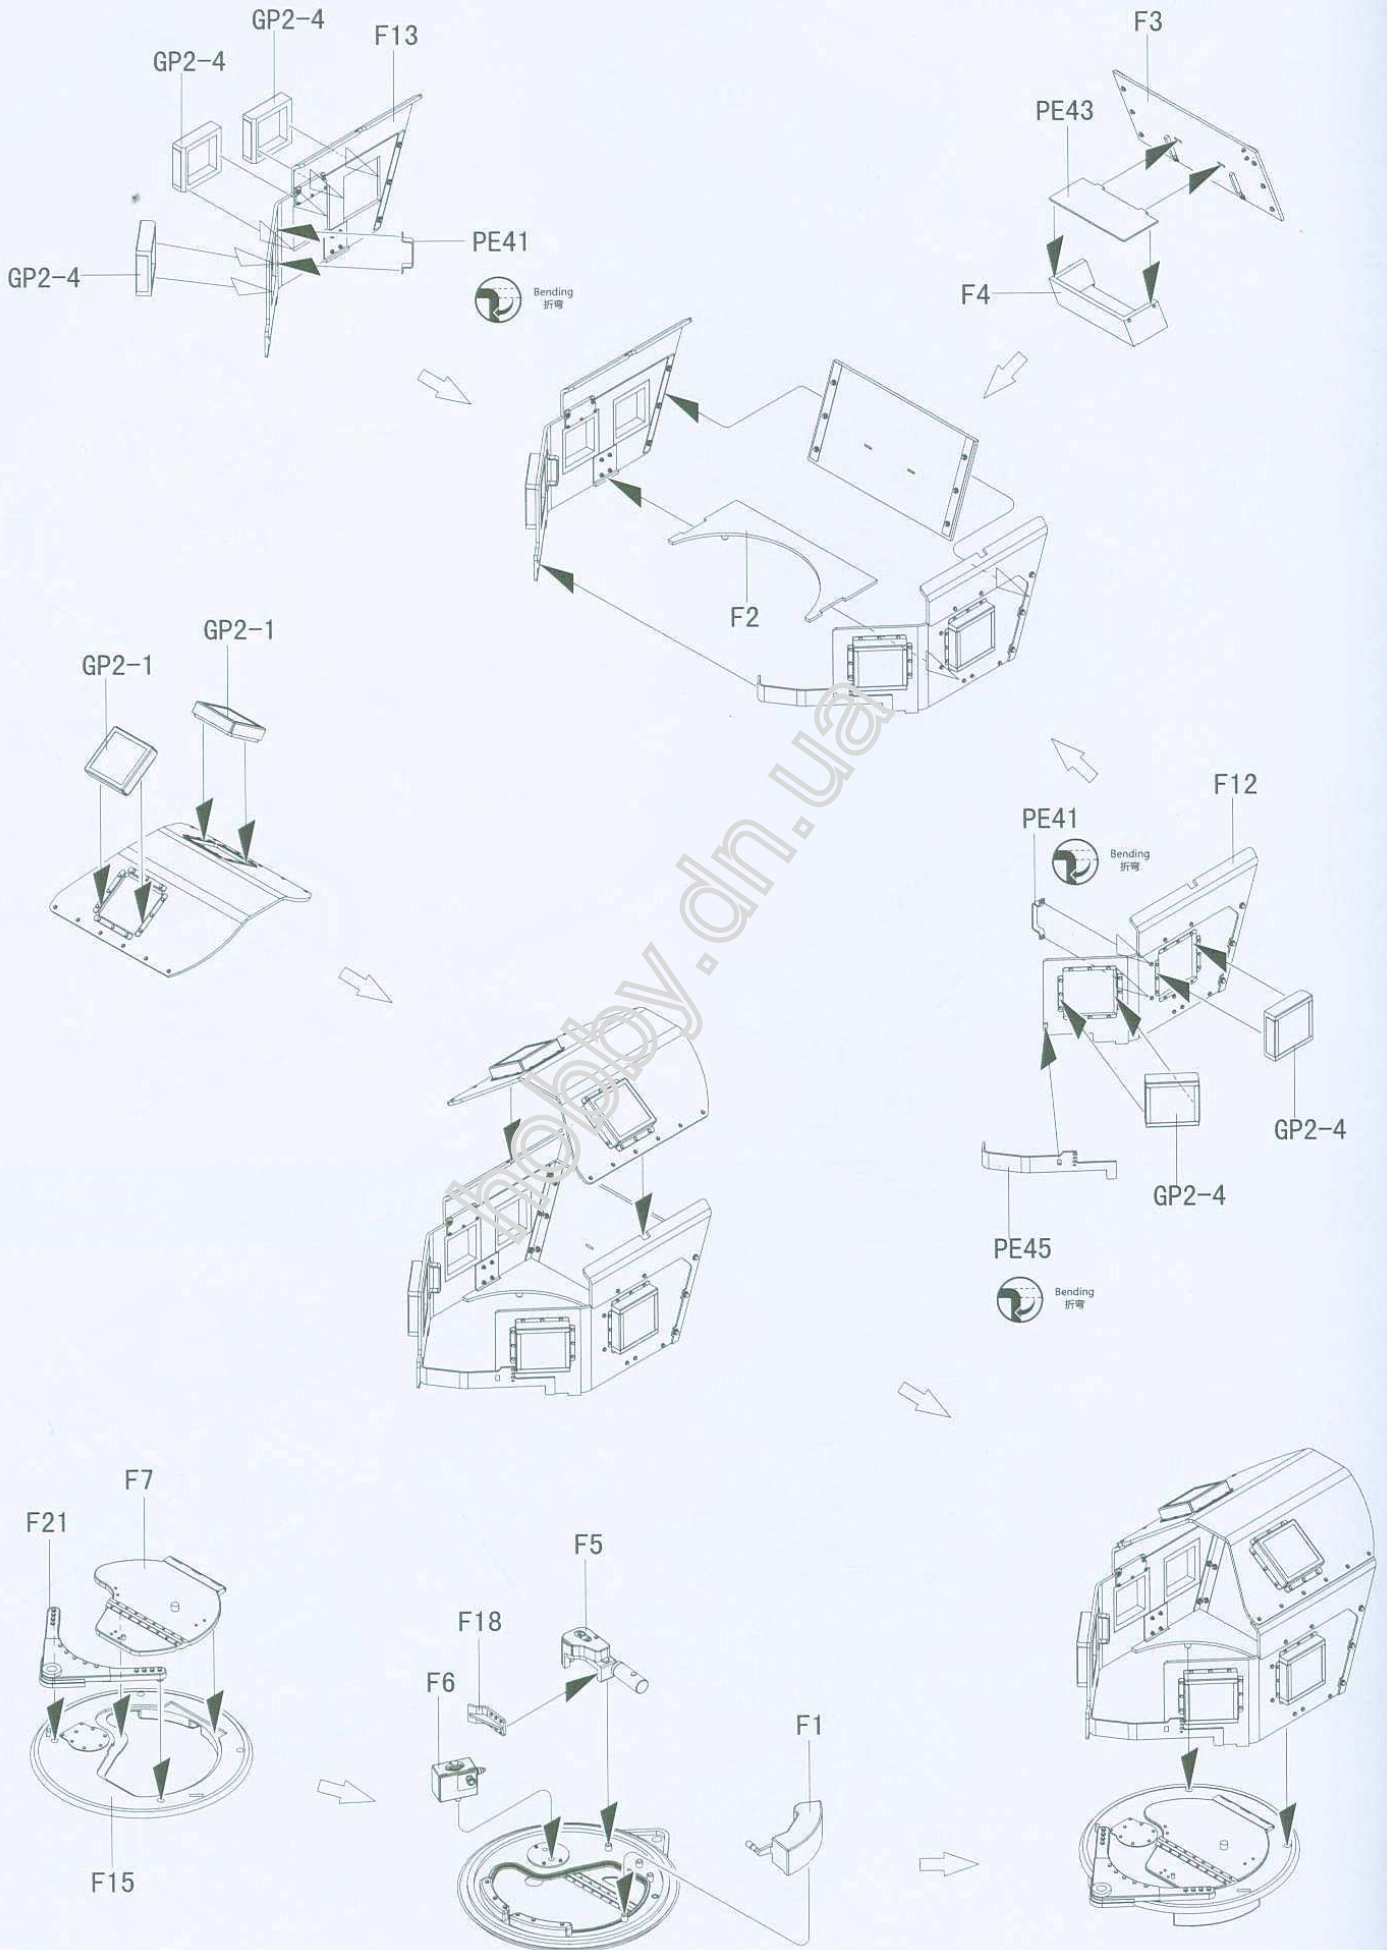 GP2-4
F13
GP2-4
F3
PE43
PE41
GP2-4
Bending
折弯
F4
F2
GP2-1
GP2-1
F12
PE41
Bending
折弯
hobby.dn.ua
GP2-4
GP2-4
PE45
Bending
折弯
F7
F21
F5
F18
F6
F1
F15